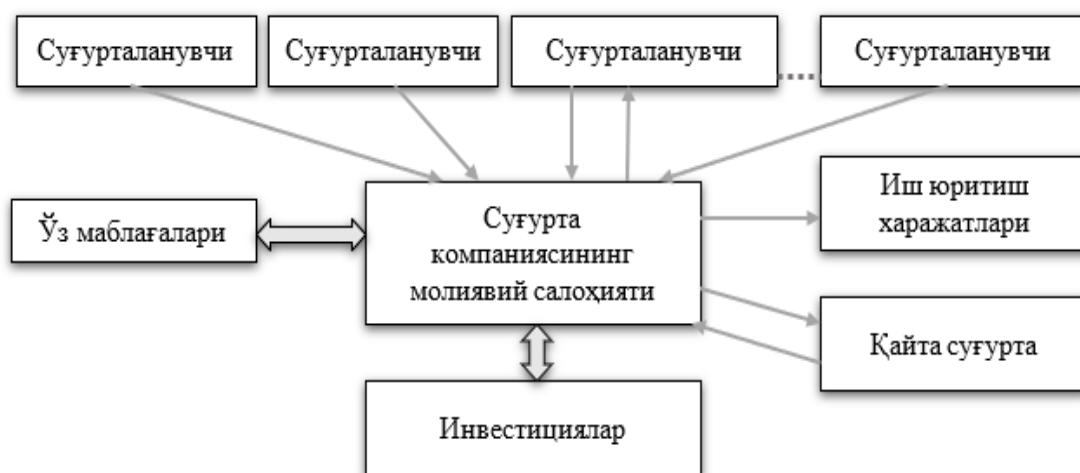 Суғурталанувчи
Суғурталанувчи
Суғурталанувчи
Суғурталанувчи
Ўз маблағалари
Суғурта
компаниясининг
молиявий салоҳияти
Иш юритиш
харажатлари
Қайта суғурта
Инвестициялар